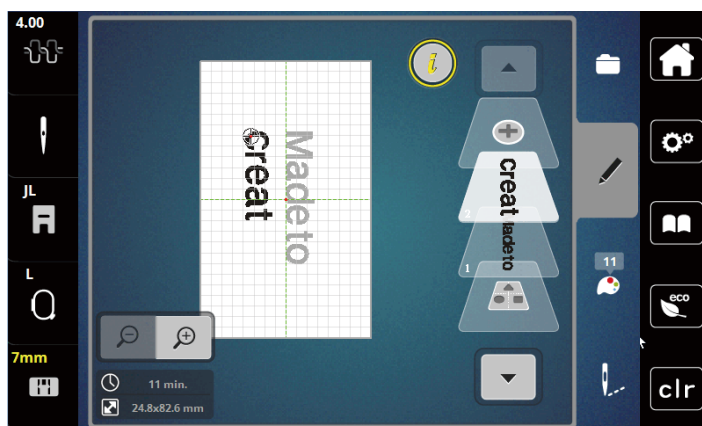 4.00
JL
L
7mm
Made to
Creat
i
Creat
2
Made to
1
11 min.
24.8x82.6 mm
11
eco
clr